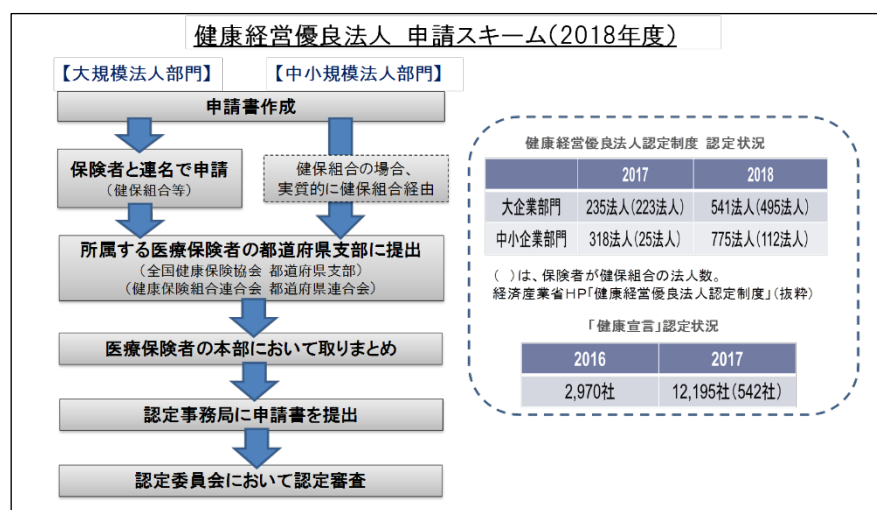 健康経営優良法人 申請スキーム(2018年度)
【大規模法人部門】 【中小規模法人部門】
申請書作成
保険者と連名で申請
(健保組合等)
健保組合の場合、
実質的に健保組合経由
所属する医療保険者の都道府県支部に提出
(全国健康保険協会 都道府県支部)
(健康保険組合連合会 都道府県連合会)
医療保険者の本部において取りまとめ
認定事務局に申請書を提出
認定委員会において認定審査
健康経営優良法人認定制度 認定状況
2017 2018
大企業部門 235法人(223法人) 541法人(495法人)
中小企業部門 318法人(25法人) 775法人(112法人)
( )は、保険者が健保組合の法人数。
経済産業省HP「健康経営優良法人認定制度」(抜粋)
「健康宣言」認定状況
2016 2017
2,970社 12,195社(542社)